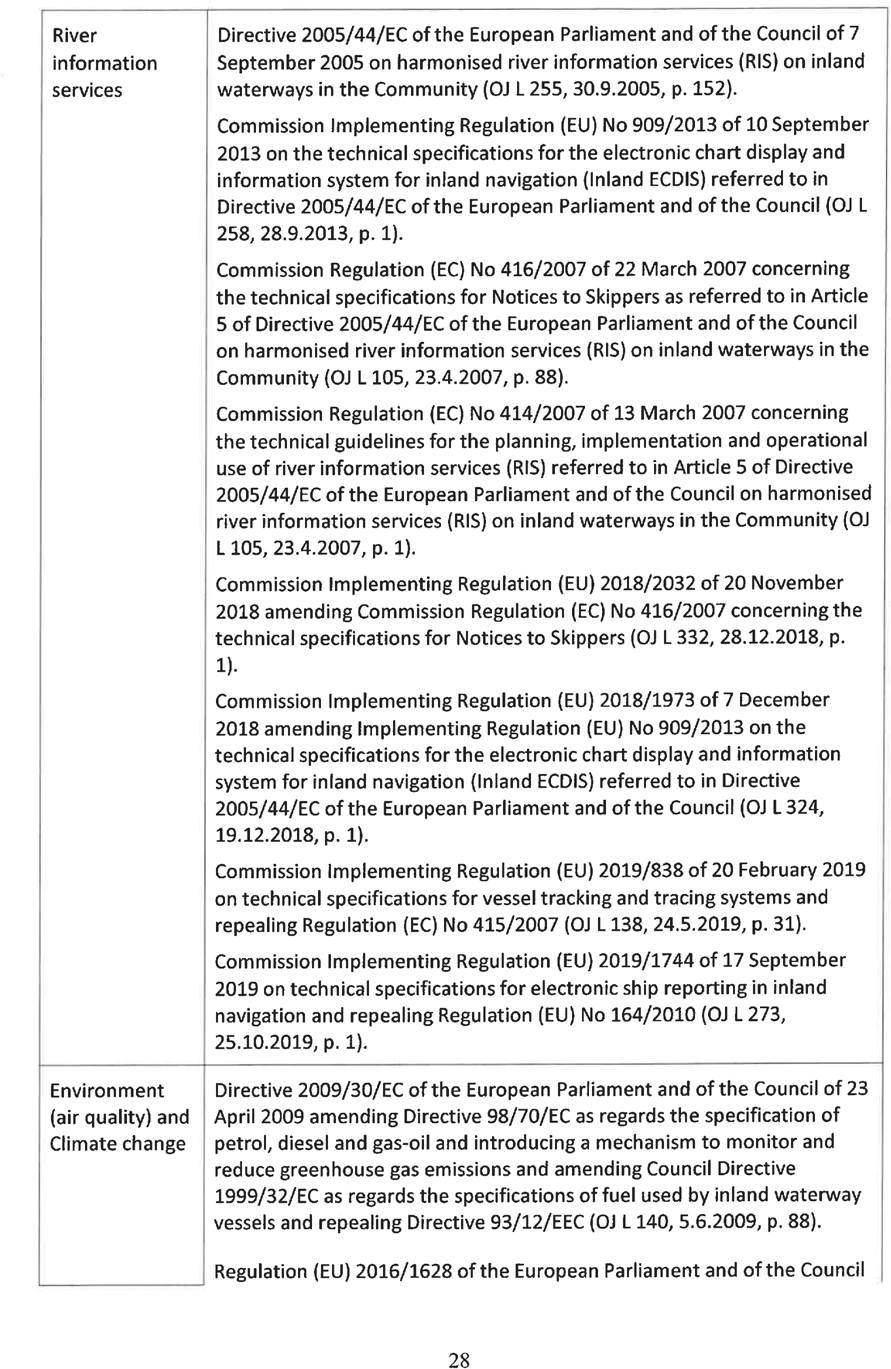 River
information
services
Directive 2005/44/EC of the European Parliament and of the Council of 7
September 2005 on harmonised river information services (RIS) on inland
waterways in the Community (OJ L 255, 30.9.2005, p. 152).
Commission Implementing Regulation (EU) No 909/2013 of 10 September
2013 on the technical specifications for the electronic chart display and
information system for inland navigation (Inland ECDIS) referred to in
Directive 2005/44/EC of the European Parliament and of the Council (OJ L
258, 28.9.2013, p. 1).
Commission Regulation (EC) No 416/2007 of 22 March 2007 concerning
the technical specifications for Notices to Skippers as referred to in Article
5 of Directive 2005/44/EC of the European Parliament and of the Council
on harmonised river information services (RIS) on inland waterways in the
Community (OJ L 105, 23.4.2007, p. 88).
Commission Regulation (EC) No 414/2007 of 13 March 2007 concerning
the technical guidelines for the planning, implementation and operational
use of river information services (RIS) referred to in Article 5 of Directive
2005/44/EC of the European Parliament and of the Council on harmonised
river information services (RIS) on inland waterways in the Community (OJ
L 105, 23.4.2007, p. 1).
Commission Implementing Regulation (EU) 2018/2032 of 20 November
2018 amending Commission Regulation (EC) No 416/2007 concerning the
technical specifications for Notices to Skippers (OJ L 332, 28.12.2018, p.
1).
Commission Implementing Regulation (EU) 2018/1973 of 7 December
2018 amending Implementing Regulation (EU) No 909/2013 on the
technical specifications for the electronic chart display and information
system for inland navigation (Inland ECDIS) referred to in Directive
2005/44/EC of the European Parliament and of the Council (OJ L 324,
19.12.2018, p. 1).
Commission Implementing Regulation (EU) 2019/838 of 20 February 2019
on technical specifications for vessel tracking and tracing systems and
repealing Regulation (EC) No 415/2007 (OJ L 138, 24.5.2019, p. 31).
Commission Implementing Regulation (EU) 2019/1744 of 17 September
2019 on technical specifications for electronic ship reporting in inland
navigation and repealing Regulation (EU) No 164/2010 (OJ L 273,
25.10.2019, p. 1).
Environment
(air quality) and
Climate change
Directive 2009/30/EC of the European Parliament and of the Council of 23
April 2009 amending Directive 98/70/EC as regards the specification of
petrol, diesel and gas-oil and introducing a mechanism to monitor and
reduce greenhouse gas emissions and amending Council Directive
1999/32/EC as regards the specifications of fuel used by inland waterway
vessels and repealing Directive 93/12/EEC (OJ L 140, 5.6.2009, p. 88).
Regulation (EU) 2016/1628 of the European Parliament and of the Council
28